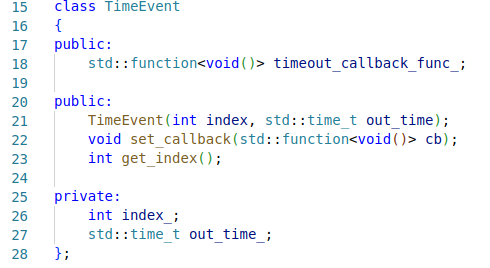 15 class TimeEvent
16 {
17 public:
18     std::function<void()> timeout_callback_func_;
19
20 public:
21     TimeEvent(int index, std::time_t out_time);
22     void set_callback(std::function<void()> cb);
23     int get_index();
24
25 private:
26     int index_;
27     std::time_t out_time_;
28 };